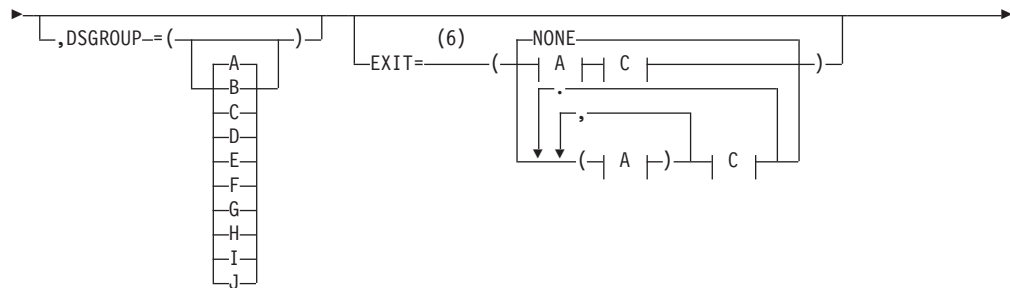 ,DSGROUP=( )
A
B
C
D
E
F
G
H
I
J
(6)
EXIT= ( NONE )
A C
.
,
( A ) C